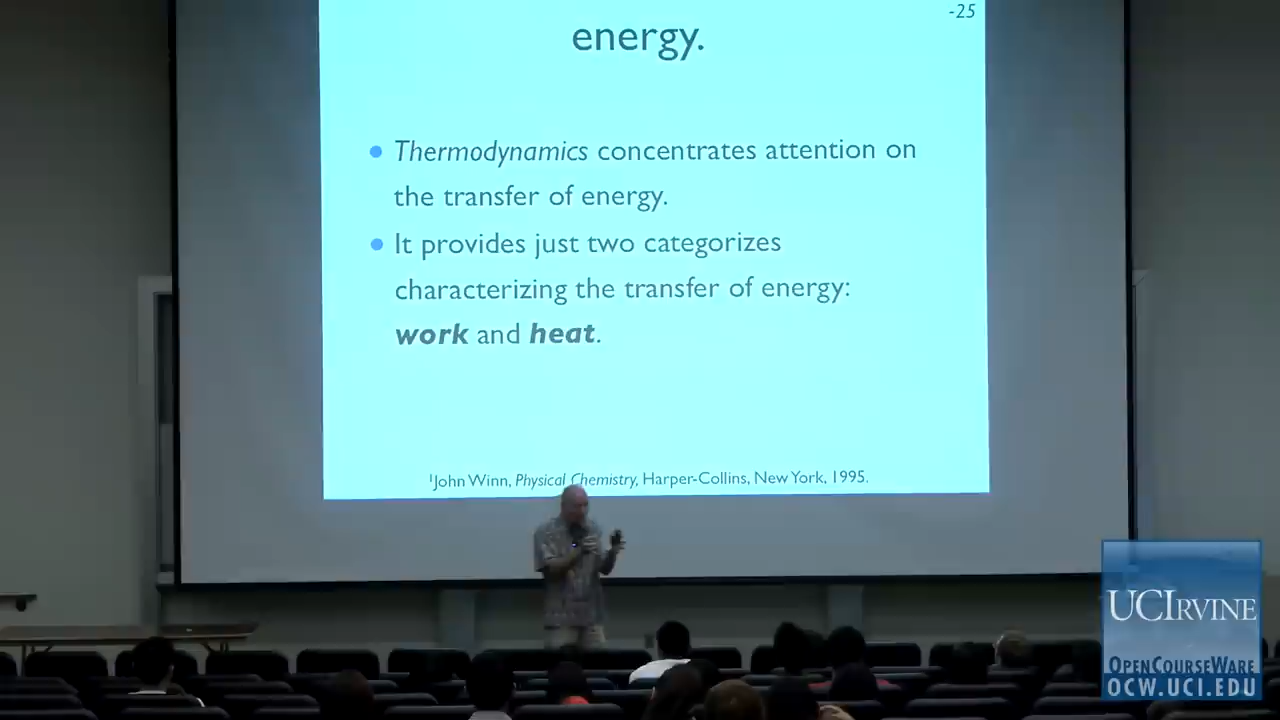 -25
energy.
• Thermodynamics concentrates attention on
the transfer of energy.
• It provides just two categorizes
characterizing the transfer of energy:
work and heat.
¹John Winn, Physical Chemistry, Harper-Collins, New York, 1995.
UCIRVINE
OPENCOURSEWARE
OCW.UCI.EDU